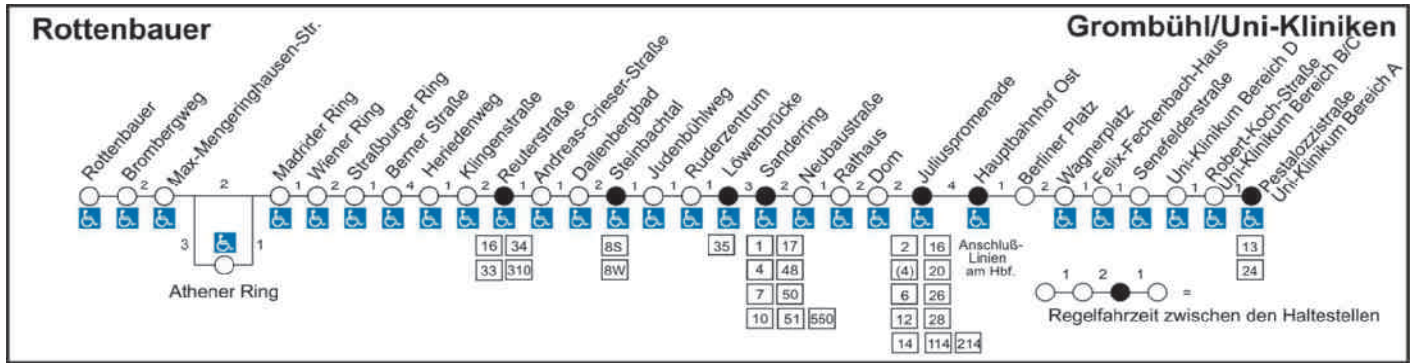 Rottenbauer
Grombühl/Uni-Kliniken
Rottenbauer
Brombergweg
Max-Mengeringhausen-Str.
Madrider Ring
Wiener Ring
Straßburger Ring
Berner Straße
Heriedenweg
Klingenstraße
Reuterstraße
Andreas-Grieser-Straße
Dallenbergbad
Steinbachtal
Judenbühlweg
Ruderzentrum
Löwenbrücke
Sanderring
Neubaustraße
Rathaus
Dom
Juliuspromenade
Hauptbahnhof Ost
Berliner Platz
Wagnerplatz
Felix-Fechenbach-Haus
Senefelderstraße
Uni-Klinikum Bereich D
Robert-Koch-Straße
Uni-Klinikum Bereich B/C
Pestalozzistraße
Uni-Klinikum Bereich A
2 2 1 2 1 4 1 2 1 1 2 1 1 1 3 2 1 2 2 4 1 2 1 1 1 1 1
3 1
Athener Ring
16 34
33 310
8S
8W
35
1 17
4 48
7 50
10 51 550
2 16
(4) 20
6 26
12 28
14 114 214
Anschluß-
Linien
am Hbf.
13
24
1 2 1
=
Regelfahrzeit zwischen den Haltestellen